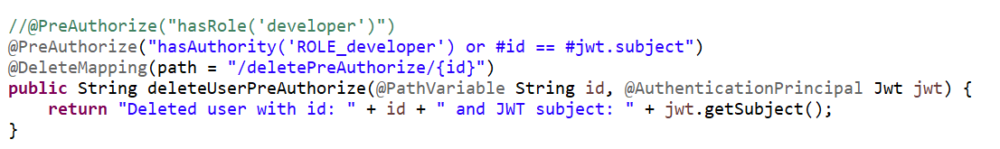 //@PreAuthorize("hasRole('developer')")
@PreAuthorize("hasAuthority('ROLE_developer') or #id == #jwt.subject")
@DeleteMapping(path = "/deletePreAuthorize/{id}")
public String deleteUserPreAuthorize(@PathVariable String id, @AuthenticationPrincipal Jwt jwt) {
    return "Deleted user with id: " + id + " and JWT subject: " + jwt.getSubject();
}